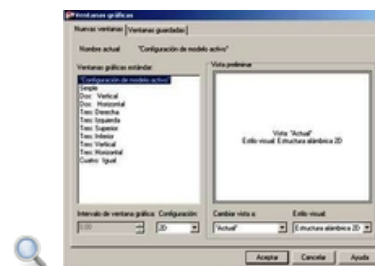 Ventanas gráficas
Nuevas ventanas Ventanas guardadas
Nombre actual: "Configuración de modelo activo"
Ventanas gráficas estándar: Vista preliminar
*Configuración de modelo activo*
Simple
Dos: Vertical
Dos: Horizontal
Tres: Derecha
Tres: Izquierda
Tres: Superior
Tres: Inferior
Tres: Vertical
Tres: Horizontal
Cuatro: Igual
Vista: "Actual"
Estilo visual: Estructura alámbrica 2D
Intervalo de ventana gráfica: Configuración: Cambiar vista a: Estilo visual:
0.00 2D "Actual" Estructura alámbrica 2D
Aceptar Cancelar Ayuda